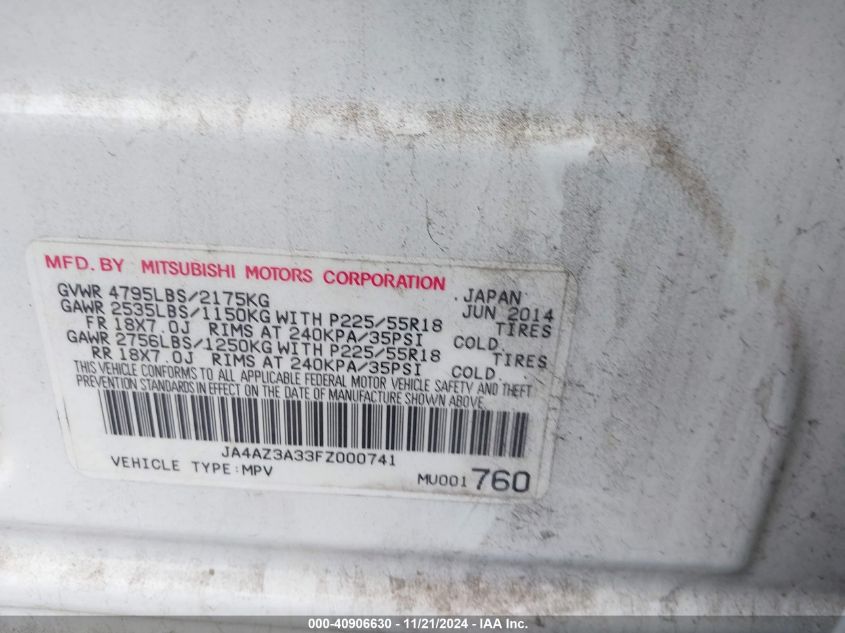 MFD. BY MITSUBISHI MOTORS CORPORATION
GVWR 4795LBS/2175KG JAPAN JUN 2014
GAWR 2535LBS/1150KG WITH P225/55R18 TIRES
FR 18X7.0J RIMS AT 240KPA/35PSI COLD.
GAWR 2756LBS/1250KG WITH P225/55R18 TIRES
RR 18X7.0J RIMS AT 240KPA/35PSI COLD.
THIS VEHICLE CONFORMS TO ALL APPLICABLE FEDERAL MOTOR VEHICLE SAFETY AND THEFT
PREVENTION STANDARDS IN EFFECT ON THE DATE OF MANUFACTURE SHOWN ABOVE.
JA4AZ3A33FZ000741
VEHICLE TYPE:MPV MU001 760
000-40906630 - 11/21/2024 - IAA Inc.